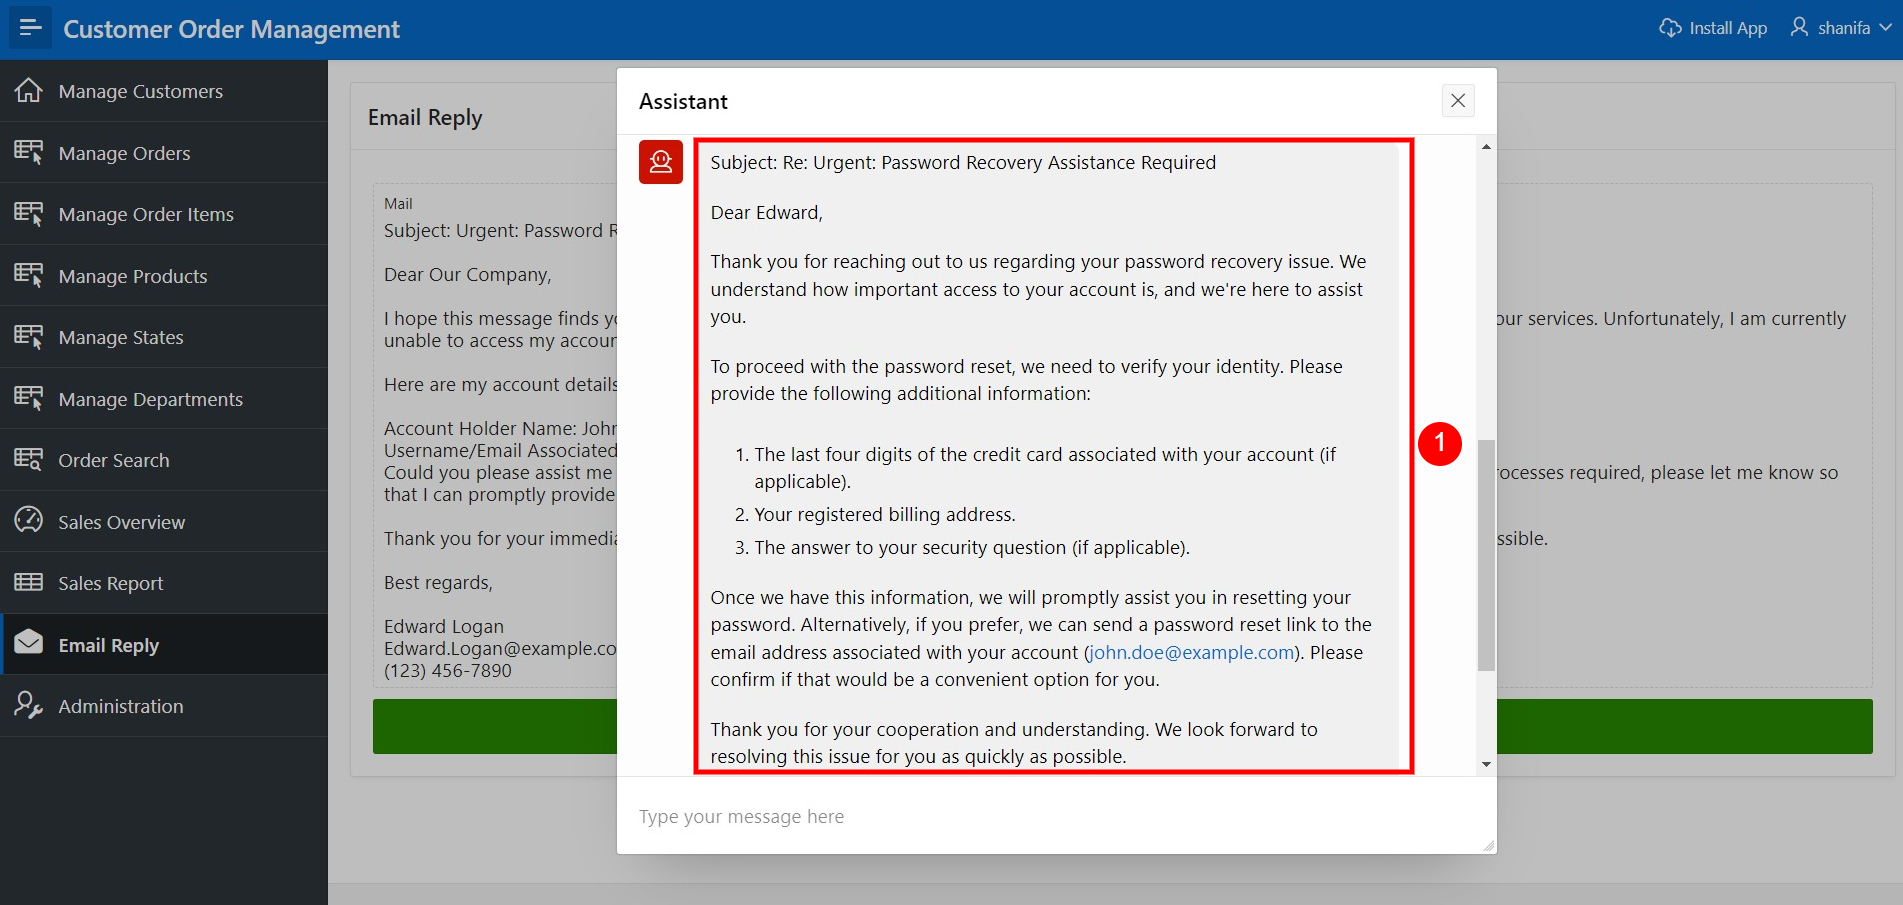 Customer Order Management
Install App
shanifa
Manage Customers
Manage Orders
Manage Order Items
Manage Products
Manage States
Manage Departments
Order Search
Sales Overview
Sales Report
Email Reply
Administration
Email Reply
Mail
Subject: Urgent: Password
Dear Our Company,
I hope this message finds
our services. Unfortunately, I am currently
unable to access my
Here are my account details
Account Holder Name:
Username/Email Associated
Could you please assist me
required, please let me know so
that I can promptly provide
Thank you for your
Best regards,
Edward Logan
(123) 456-7890
Assistant
Subject: Re: Urgent: Password Recovery Assistance Required
Dear Edward,
Thank you for reaching out to us regarding your password recovery issue. We
understand how important access to your account is, and we're here to assist
you.
To proceed with the password reset, we need to verify your identity. Please
provide the following additional information:
1. The last four digits of the credit card associated with your account (if
applicable).
2. Your registered billing address.
3. The answer to your security question (if applicable).
Once we have this information, we will promptly assist you in resetting your
password. Alternatively, if you prefer, we can send a password reset link to the
email address associated with your account (john.doe@example.com). Please
confirm if that would be a convenient option for you.
Thank you for your cooperation and understanding. We look forward to
resolving this issue for you as quickly as possible.
1
Type your message here